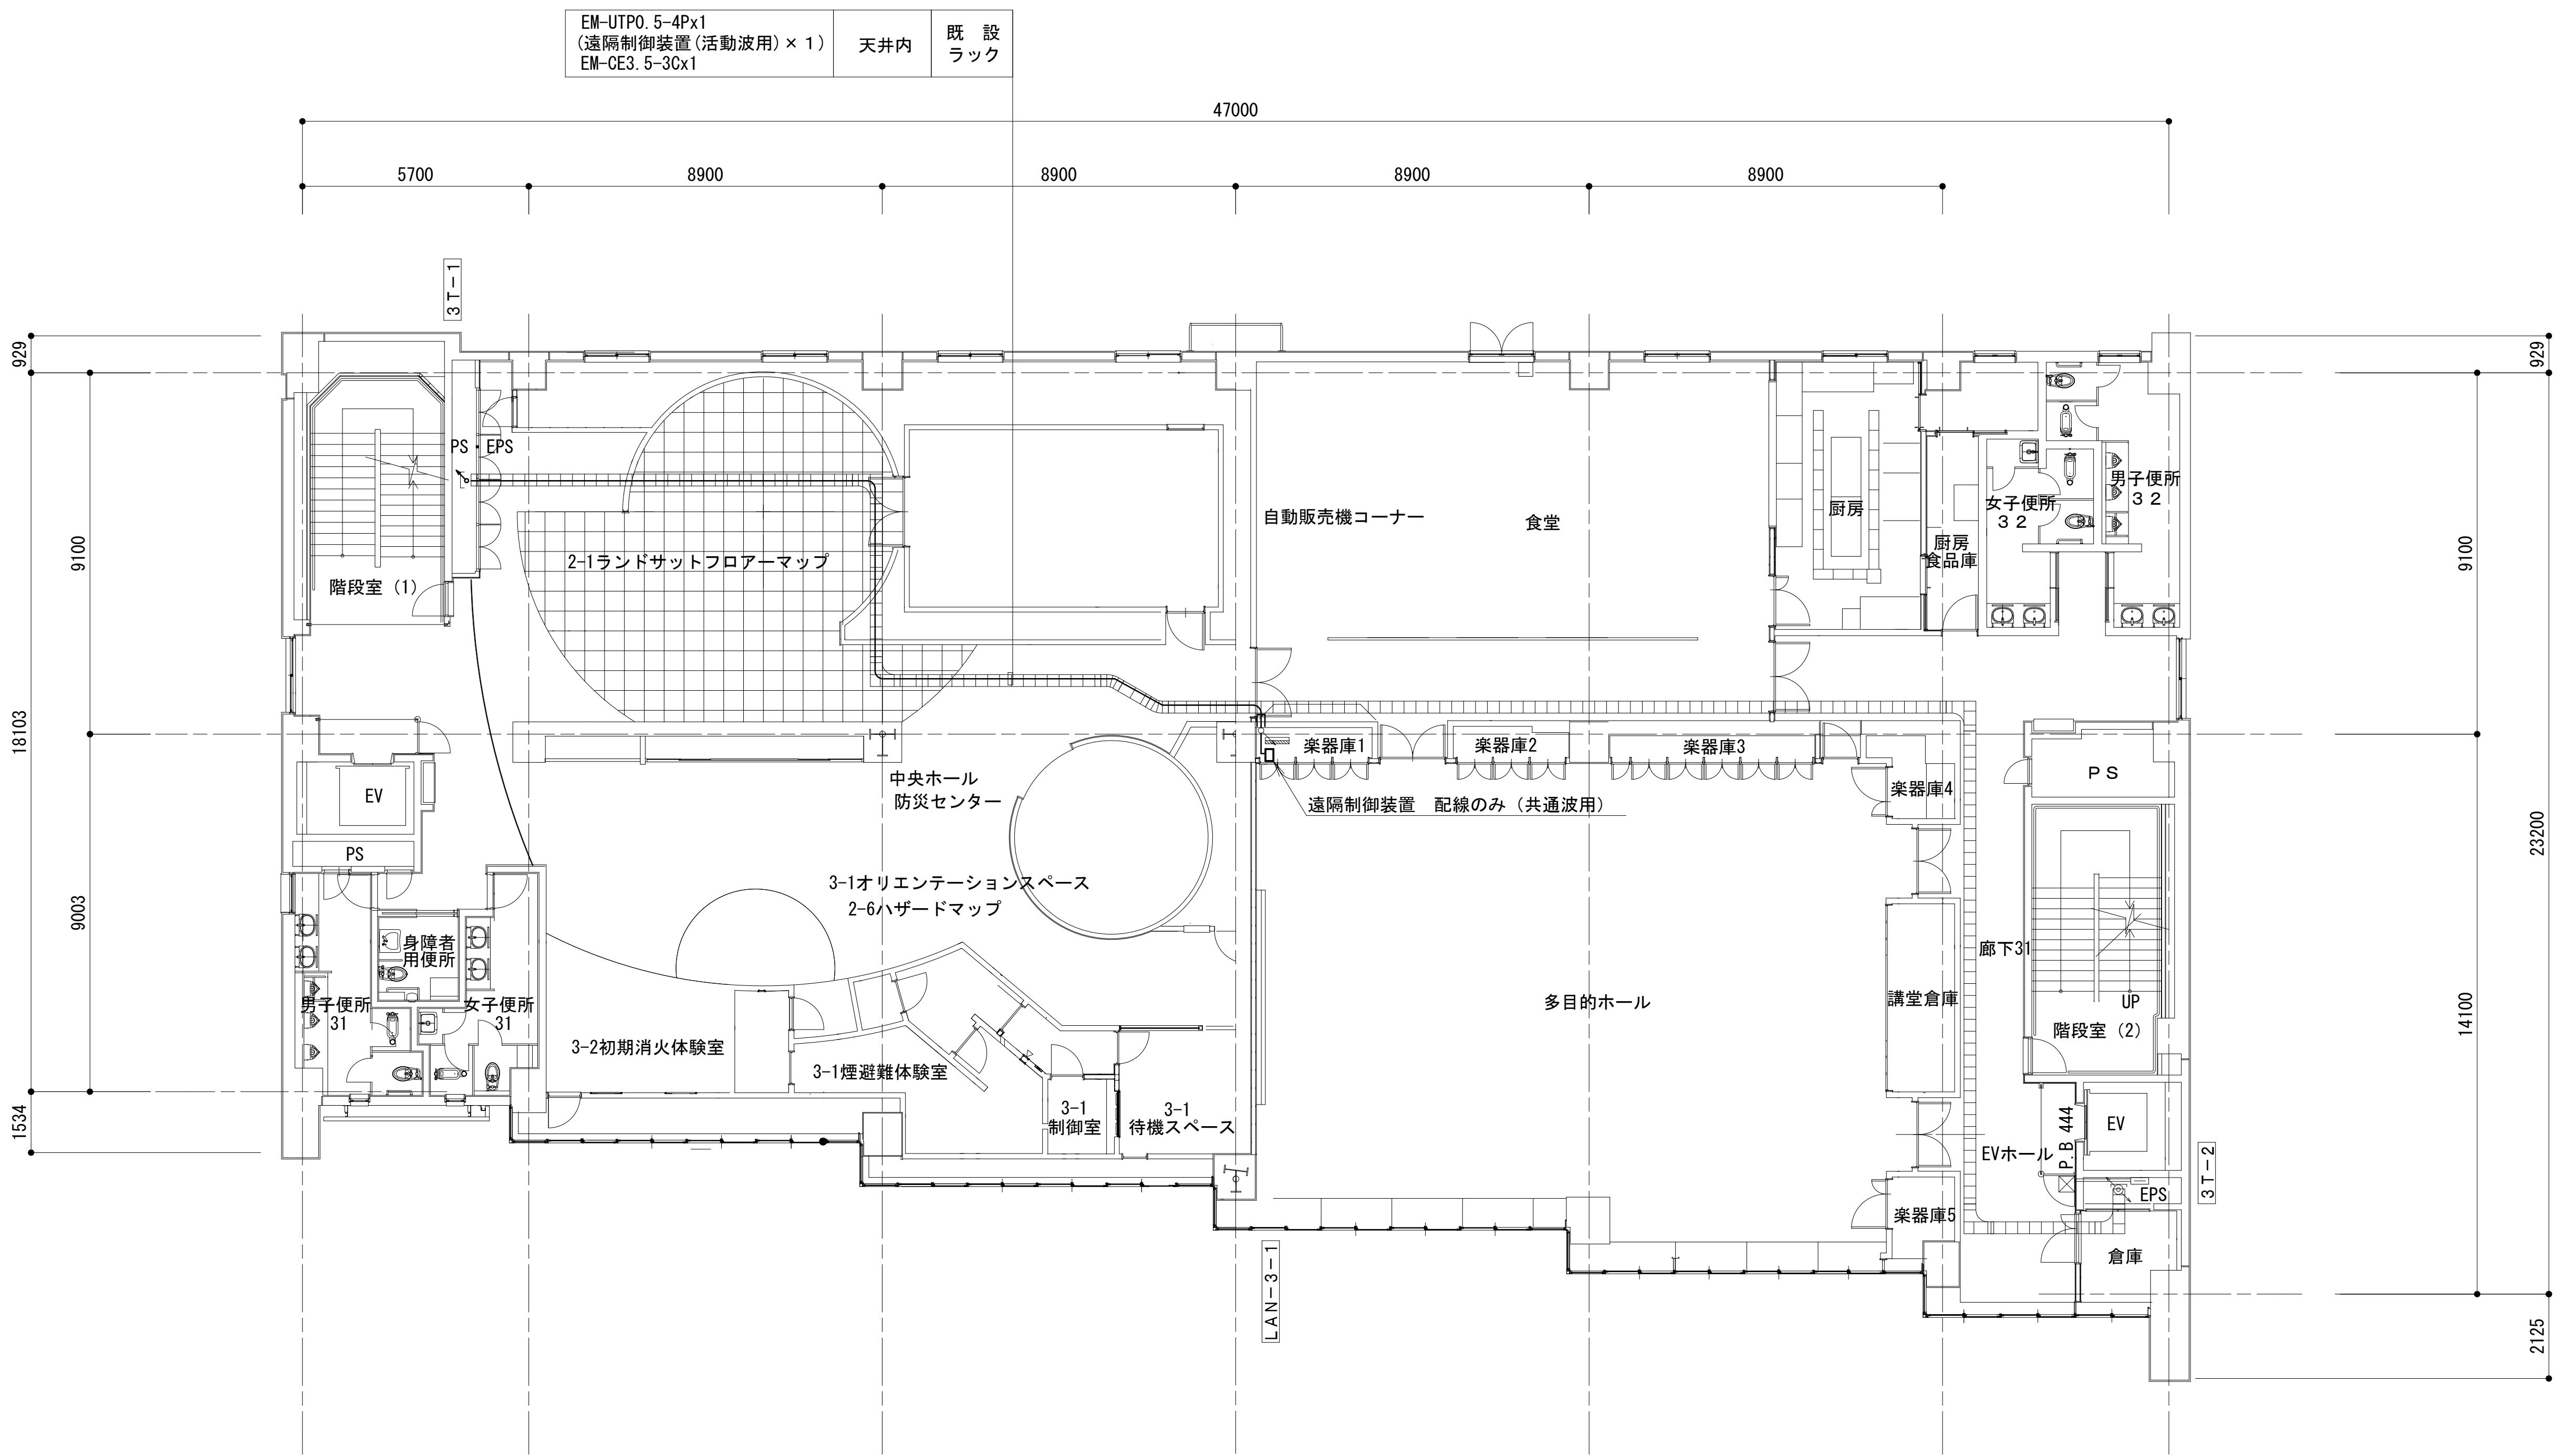 EM-UTP0.5-4Px1
(遠隔制御装置(活動波用)×1)
EM-CE3.5-3Cx1
天井内
既 設
ラック
47000
5700
8900
8900
8900
8900
3T-1
929
9100
18103
9003
1534
929
9100
23200
14100
2125
PS
EPS
階段室(1)
2-1ランドサットフロアーマップ
自動販売機コーナー
食堂
厨房
厨房
食品庫
女子便所
32
男子便所
32
EV
PS
中央ホール
防災センター
楽器庫1
楽器庫2
楽器庫3
楽器庫4
遠隔制御装置 配線のみ(共通波用)
PS
3-1オリエンテーションスペース
2-6ハザードマップ
身障者
用便所
男子便所
31
女子便所
31
3-2初期消火体験室
3-1煙避難体験室
3-1
制御室
3-1
待機スペース
多目的ホール
講堂倉庫
廊下31
UP
階段室(2)
EV
P.B 444
EVホール
EPS
楽器庫5
倉庫
3T-2
LAN-3-1